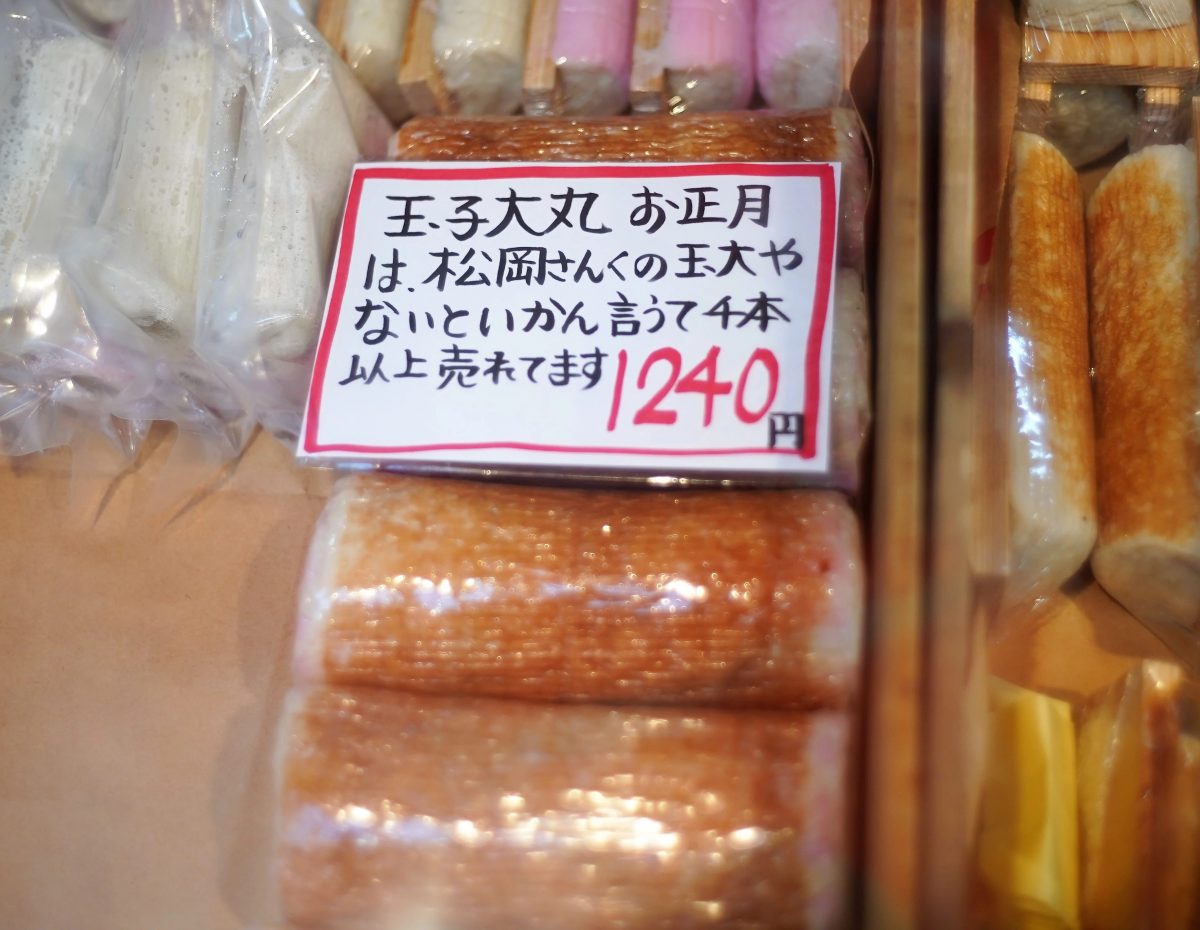 玉子大丸 お正月
は、松岡さんくの玉大や
ないといかん言うて千本
以上売れてます1240
円